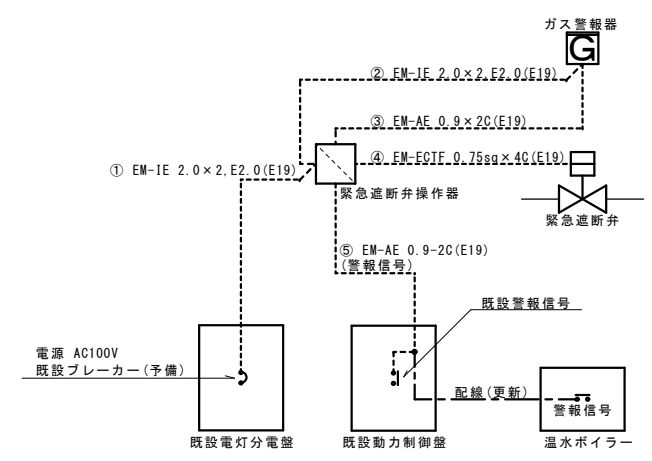 ガス警報器
G
② EM-IE 2.0×2,E2.0(E19)
③ EM-AE 0.9×2C(E19)
④ EM-ECTF 0.75sq×4C(E19)
① EM-IE 2.0×2,E2.0(E19)
緊急遮断弁操作器
緊急遮断弁
⑤ EM-AE 0.9-2C(E19)
(警報信号)
既設警報信号
電源 AC100V
既設ブレーカー(予備)
配線(更新)
警報信号
既設電灯分電盤
既設動力制御盤
温水ボイラー